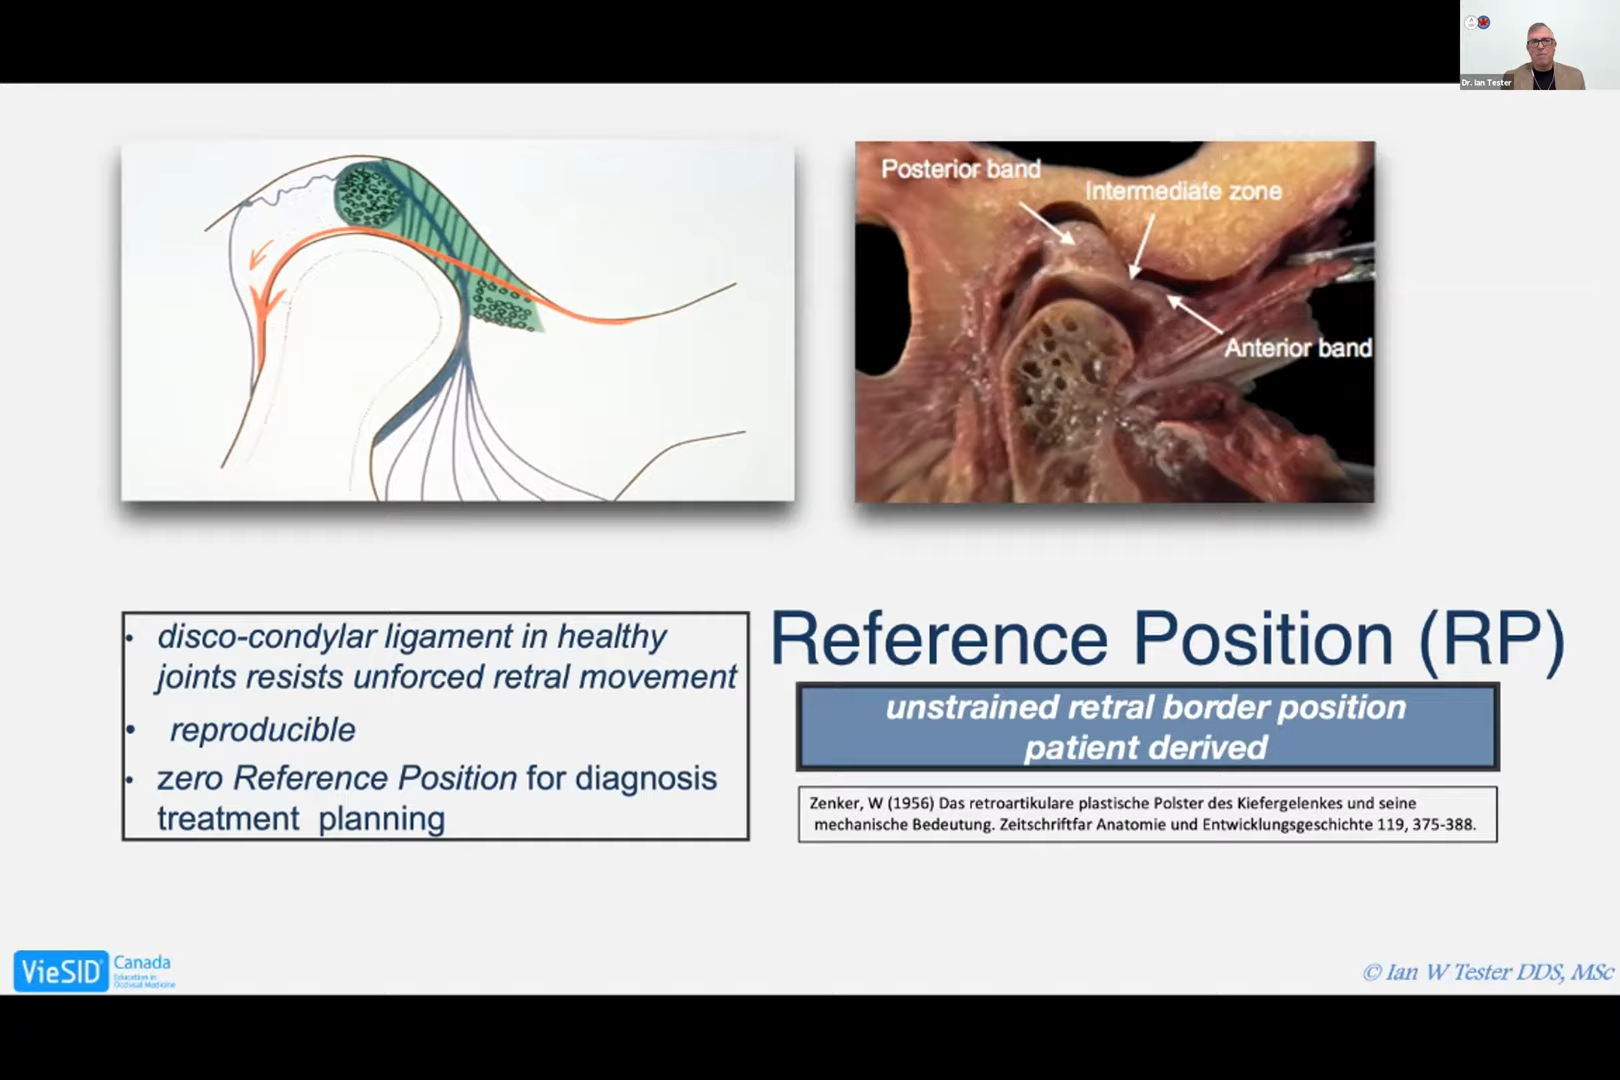 Dr. Ian Tester
Posterior band
Intermediate zone
Anterior band
• disco-condylar ligament in healthy
joints resists unforced retral movement
• reproducible
• zero Reference Position for diagnosis
treatment planning
Reference Position (RP)
unstrained retral border position
patient derived
Zenker, W (1956) Das retroartikulare plastische Polster des Kiefergelenkes und seine
mechanische Bedeutung. Zeitschriftfar Anatomie und Entwicklungsgeschichte 119, 375-388.
VieSID® Canada
Education in
Occlusal Medicine
© Ian W Tester DDS, MSc